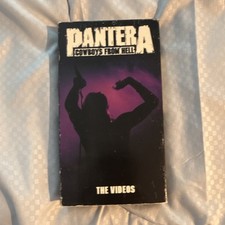 PANTERA
COWBOYS FROM HELL
THE VIDEOS